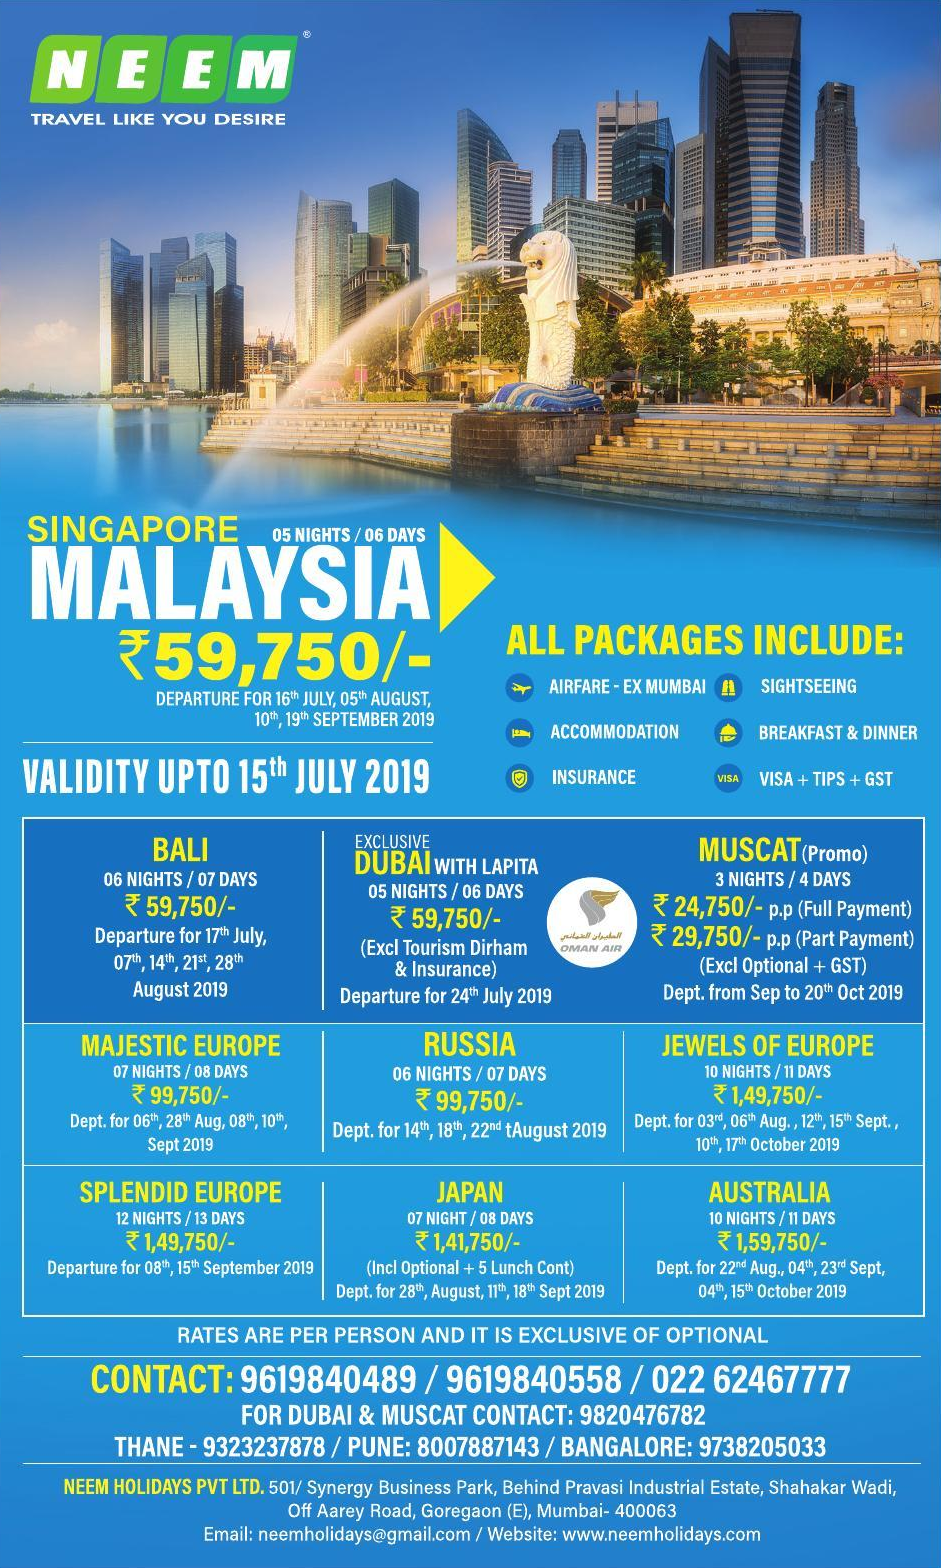 NEEM®
TRAVEL LIKE YOU DESIRE
SINGAPORE
05 NIGHTS / 06 DAYS
MALAYSIA
₹59,750/-
DEPARTURE FOR 16th JULY, 05th AUGUST,
10th, 19th SEPTEMBER 2019
VALIDITY UPTO 15th JULY 2019
ALL PACKAGES INCLUDE:
AIRFARE - EX MUMBAI
SIGHTSEEING
ACCOMMODATION
BREAKFAST & DINNER
INSURANCE
VISA
VISA + TIPS + GST
BALI
06 NIGHTS / 07 DAYS
₹ 59,750/-
Departure for 17th July,
07th, 14th, 21st, 28th
August 2019
EXCLUSIVE
DUBAI WITH LAPITA
05 NIGHTS / 06 DAYS
₹ 59,750/-
(Excl Tourism Dirham
& Insurance)
Departure for 24th July 2019
الطيران العماني
OMAN AIR
MUSCAT (Promo)
3 NIGHTS / 4 DAYS
₹ 24,750/- p.p (Full Payment)
₹ 29,750/- p.p (Part Payment)
(Excl Optional + GST)
Dept. from Sep to 20th Oct 2019
MAJESTIC EUROPE
07 NIGHTS / 08 DAYS
₹ 99,750/-
Dept. for 06th, 28th Aug, 08th, 10th,
Sept 2019
RUSSIA
06 NIGHTS / 07 DAYS
₹ 99,750/-
Dept. for 14th, 18th, 22nd tAugust 2019
JEWELS OF EUROPE
10 NIGHTS / 11 DAYS
₹ 1,49,750/-
Dept. for 03rd, 06th Aug. , 12th, 15th Sept. ,
10th, 17th October 2019
SPLENDID EUROPE
12 NIGHTS / 13 DAYS
₹ 1,49,750/-
Departure for 08th, 15th September 2019
JAPAN
07 NIGHT / 08 DAYS
₹ 1,41,750/-
(Incl Optional + 5 Lunch Cont)
Dept. for 28th, August, 11th, 18th Sept 2019
AUSTRALIA
10 NIGHTS / 11 DAYS
₹ 1,59,750/-
Dept. for 22nd Aug., 04th, 23rd Sept,
04th, 15th October 2019
RATES ARE PER PERSON AND IT IS EXCLUSIVE OF OPTIONAL
CONTACT: 9619840489 / 9619840558 / 022 62467777
FOR DUBAI & MUSCAT CONTACT: 9820476782
THANE - 9323237878 / PUNE: 8007887143 / BANGALORE: 9738205033
NEEM HOLIDAYS PVT LTD. 501/ Synergy Business Park, Behind Pravasi Industrial Estate, Shahakar Wadi,
Off Aarey Road, Goregaon (E), Mumbai- 400063
Email: neemholidays@gmail.com / Website: www.neemholidays.com